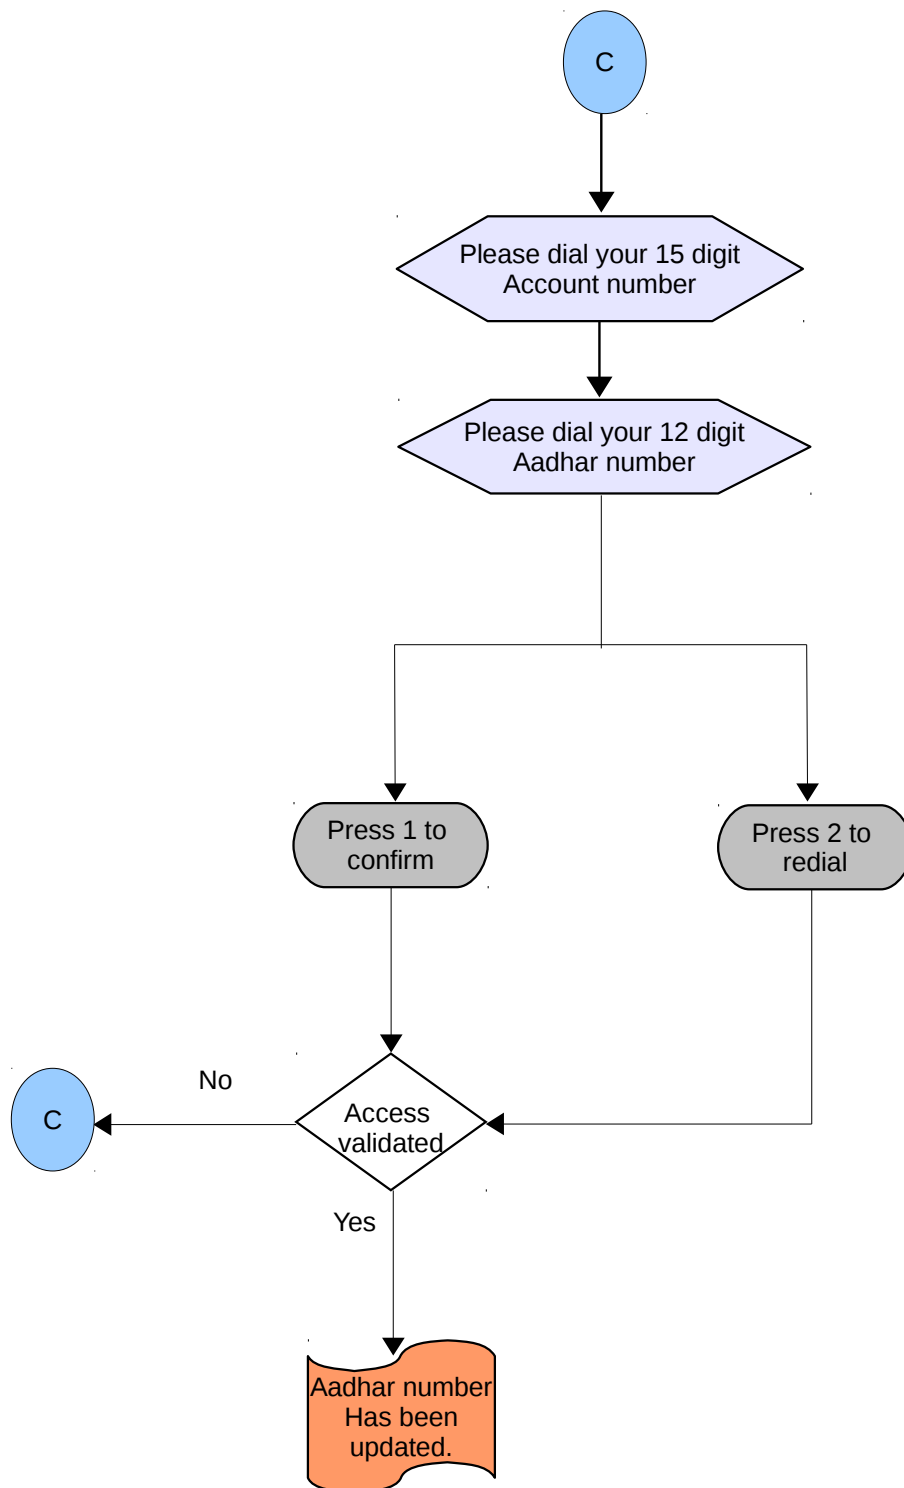 C
Please dial your 15 digit
Account number
Please dial your 12 digit
Aadhar number
Press 1 to
confirm
Press 2 to
redial
No
C
Access
validated
Yes
Aadhar number
Has been
updated.